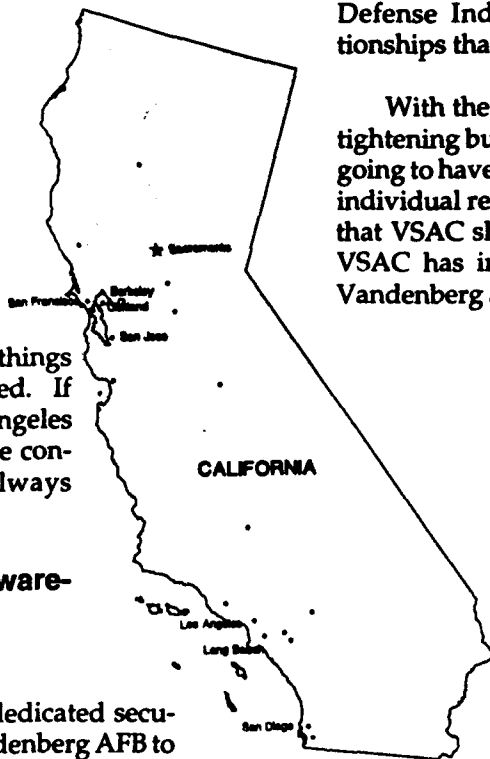 Defense Ind
tionships tha
With the
tightening bu
going to have
individual re
that VSAC sl
VSAC has in
Vandenberg
Sacramento
San Francisco
Berkeley
Oakland
San Jose
things
ed. If
ngeles
e con-
lways
CALIFORNIA
ware-
Los Angeles
Long Beach
ledicated secu-
denberg AFB to
San Diego